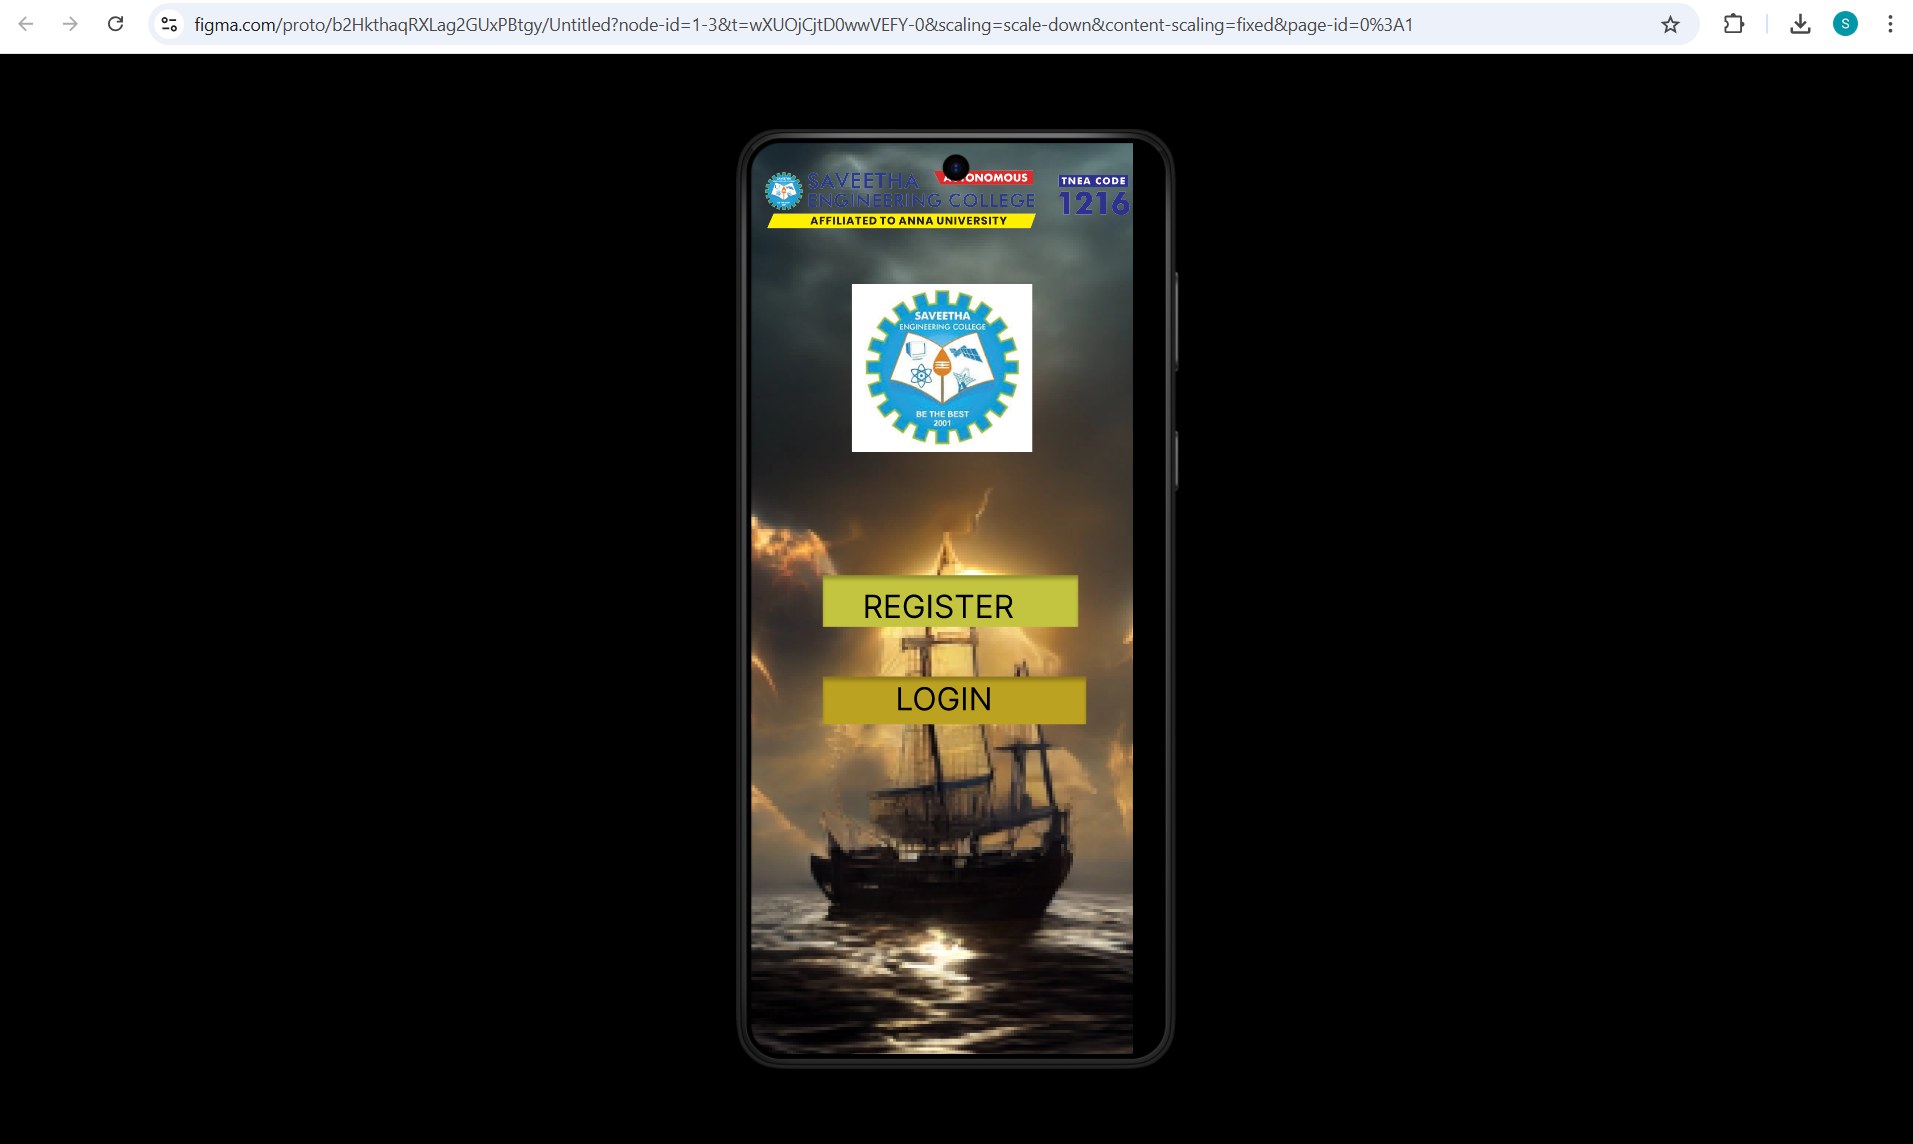 figma.com/proto/b2HkthaqRXLag2GUxPBtgy/Untitled?node-id=1-3&t=wXUOjCjtD0wwVEFY-0&scaling=scale-down&content-scaling=fixed&page-id=0%3A1
S
SAVEETHA
ENGINEERING COLLEGE
AFFILIATED TO ANNA UNIVERSITY
TNEA CODE
1216
SAVEETHA
ENGINEERING COLLEGE
BE THE BEST
2001
REGISTER
LOGIN